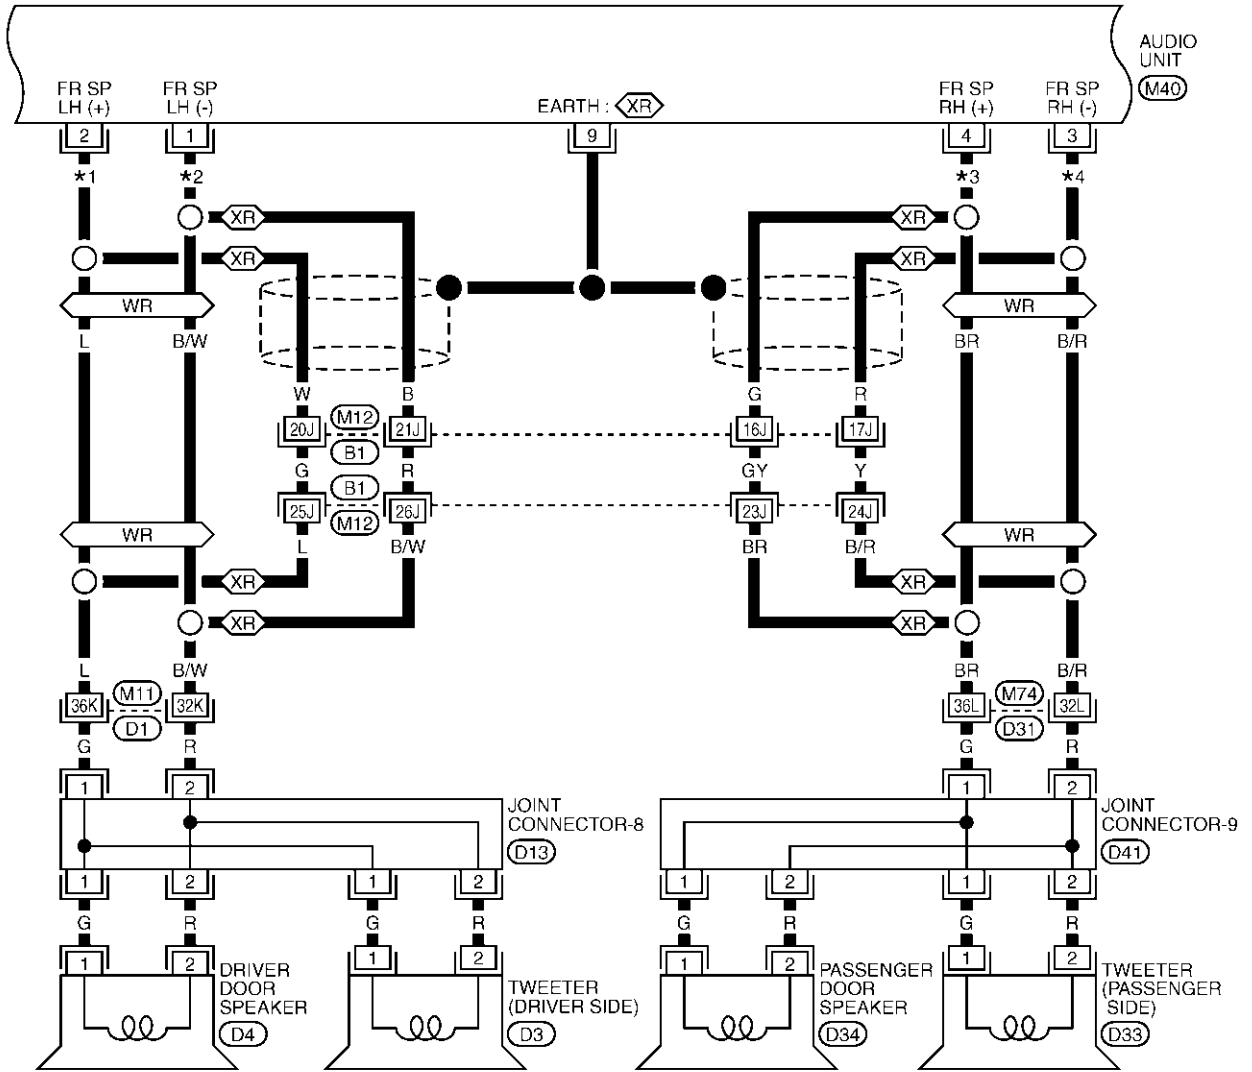 AUDIO
UNIT
M40
FR SP
LH (+)
FR SP
LH (-)
EARTH : XR
FR SP
RH (+)
FR SP
RH (-)
2
1
9
4
3
*1
*2
*3
*4
XR
XR
XR
XR
WR
WR
L
B/W
BR
B/R
W
B
G
R
20J
M12
21J
16J
17J
B1
G
R
GY
Y
B1
25J
M12
26J
23J
24J
WR
WR
L
B/W
BR
B/R
XR
XR
XR
XR
L
B/W
BR
B/R
36K
M11
32K
36L
M74
32L
D1
D31
G
R
G
R
1
2
1
2
JOINT
CONNECTOR-8
D13
JOINT
CONNECTOR-9
D41
1
2
1
2
1
2
1
2
G
R
G
R
G
R
G
R
1
2
1
2
1
2
1
2
DRIVER
DOOR
SPEAKER
D4
TWEETER
(DRIVER SIDE)
D3
PASSENGER
DOOR
SPEAKER
D34
TWEETER
(PASSENGER
SIDE)
D33